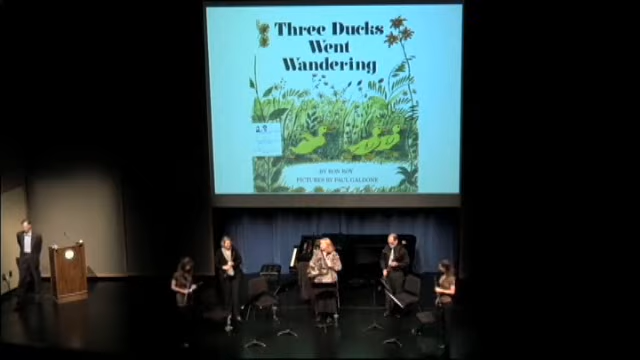 Three Ducks
Went
Wandering
BY RON ROY
PICTURES BY PAUL GALDONE